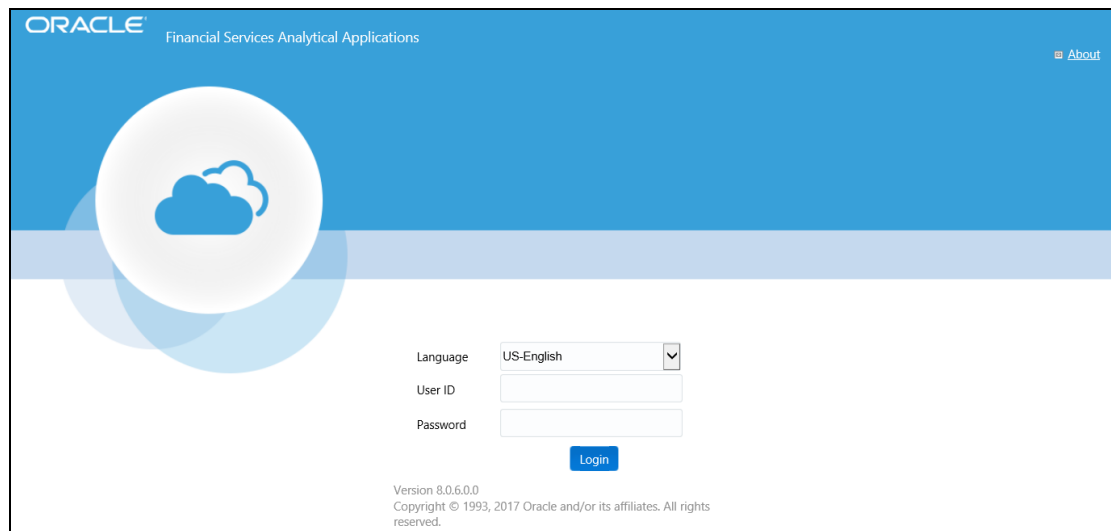 ORACLE
Financial Services Analytical Applications
About
Language US-English
User ID
Password
Login
Version 8.0.6.0.0
Copyright © 1993, 2017 Oracle and/or its affiliates. All rights
reserved.